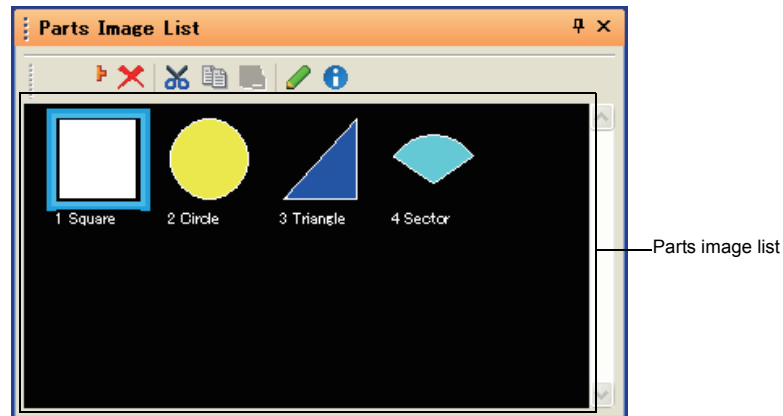 Parts Image List
1 Square
2 Circle
3 Triangle
4 Sector
Parts image list